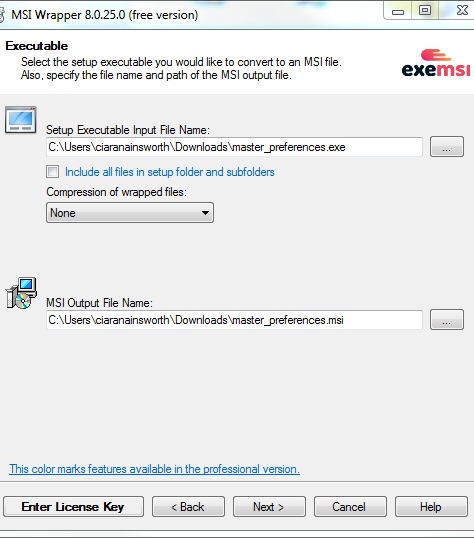 MSI Wrapper 8.0.25.0 (free version)
Executable
Select the setup executable you would like to convert to an MSI file.
Also, specify the file name and path of the MSI output file.
exemsi
Setup Executable Input File Name:
C:\Users\ciaranainsworth\Downloads\master_preferences.exe
...
Include all files in setup folder and subfolders
Compression of wrapped files:
None
MSI Output File Name:
C:\Users\ciaranainsworth\Downloads\master_preferences.msi
...
This color marks features available in the professional version.
Enter License Key
< Back
Next >
Cancel
Help